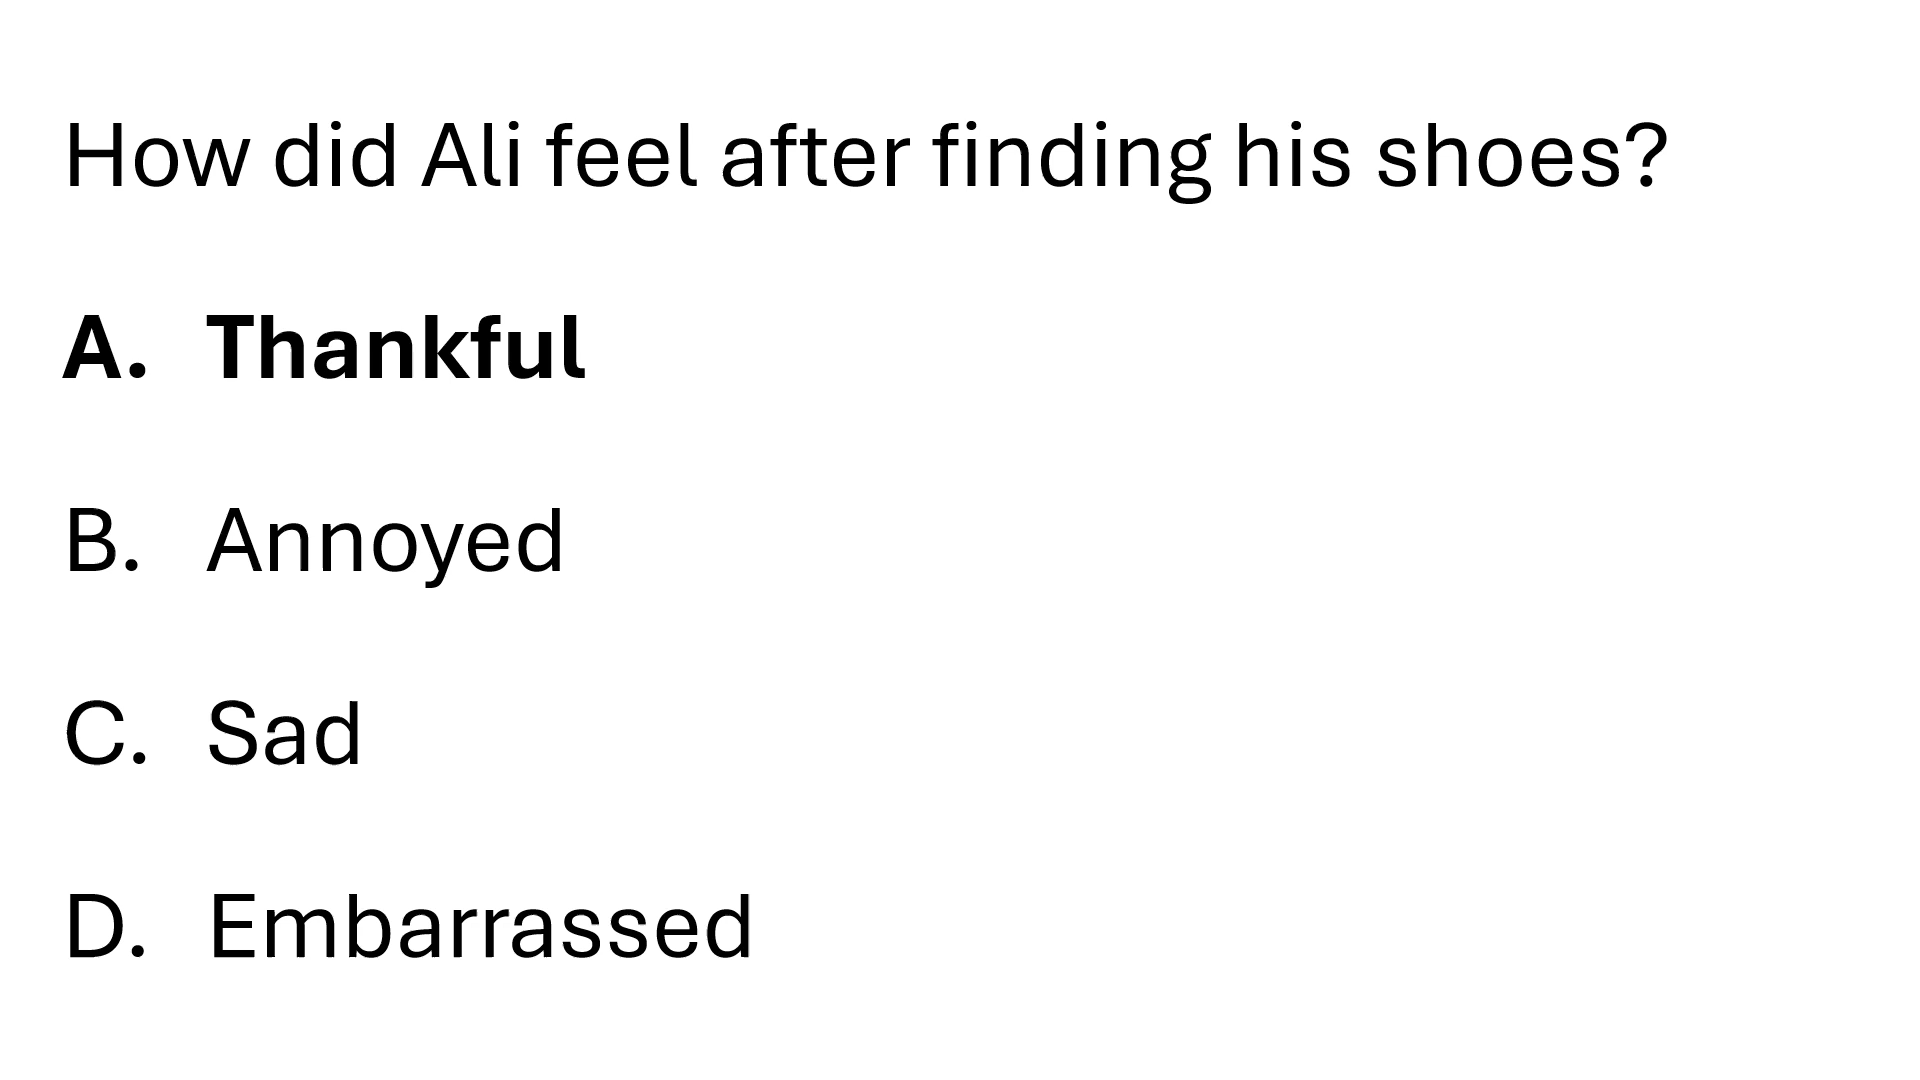 How did Ali feel after finding his shoes?
A. Thankful
B. Annoyed
C. Sad
D. Embarrassed